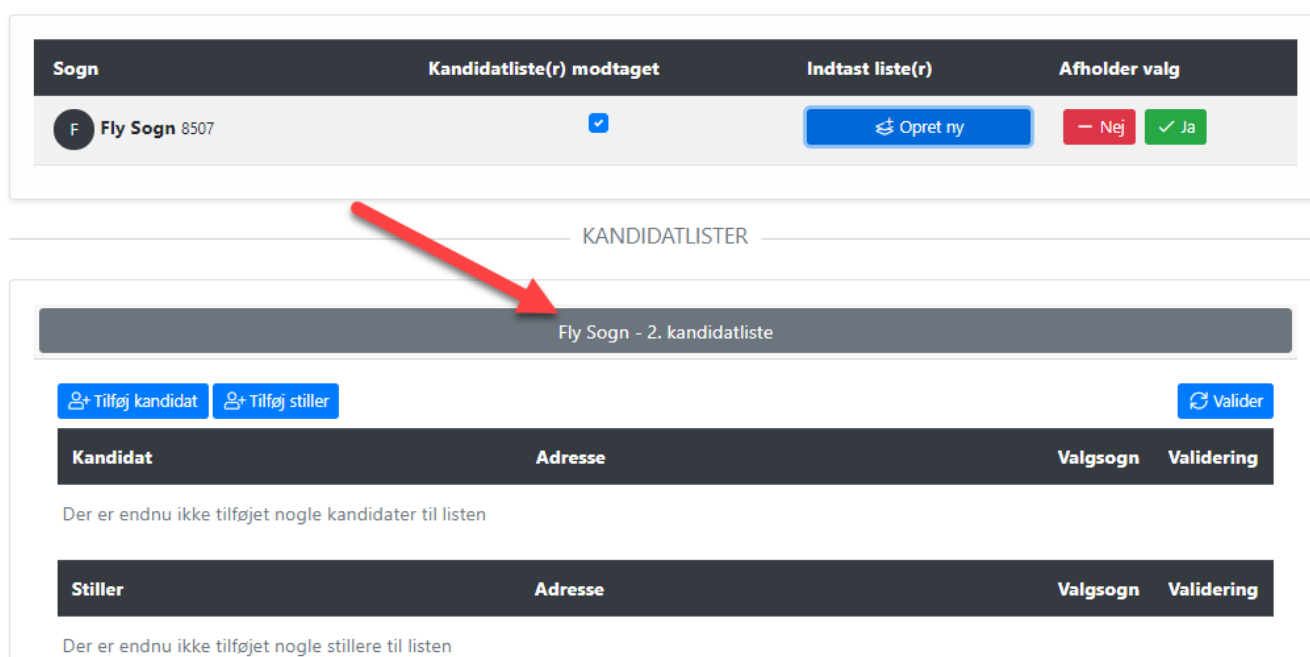 Sogn Kandidatliste(r) modtaget Indtast liste(r) Afholder valg
F Fly Sogn 8507 Opret ny Nej Ja
KANDIDATLISTER
Fly Sogn - 2. kandidatliste
Tilføj kandidat Tilføj stiller Valider
Kandidat Adresse Valgsogn Validering
Der er endnu ikke tilføjet nogle kandidater til listen
Stiller Adresse Valgsogn Validering
Der er endnu ikke tilføjet nogle stillere til listen